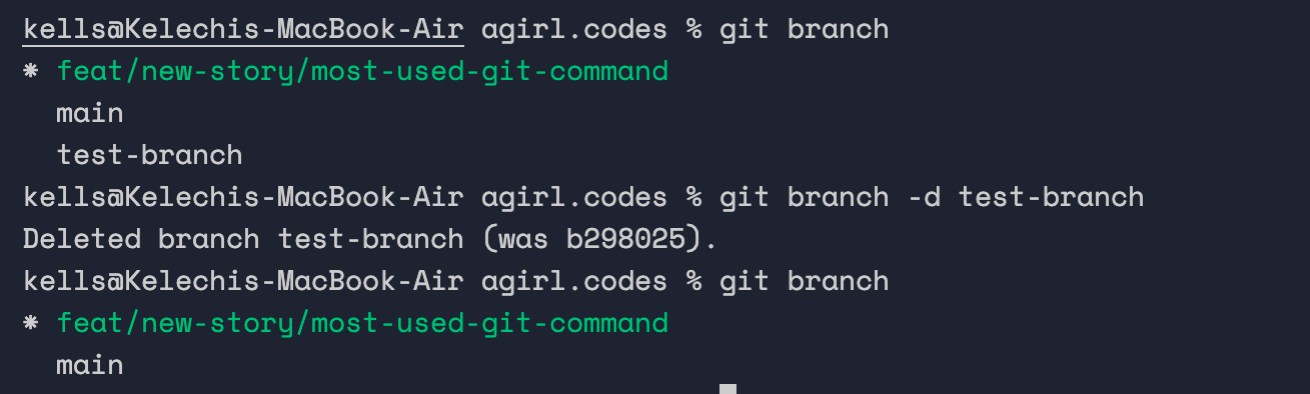 kells@Kelechis-MacBook-Air agirl.codes % git branch
* feat/new-story/most-used-git-command
  main
  test-branch
kells@Kelechis-MacBook-Air agirl.codes % git branch -d test-branch
Deleted branch test-branch (was b298025).
kells@Kelechis-MacBook-Air agirl.codes % git branch
* feat/new-story/most-used-git-command
  main